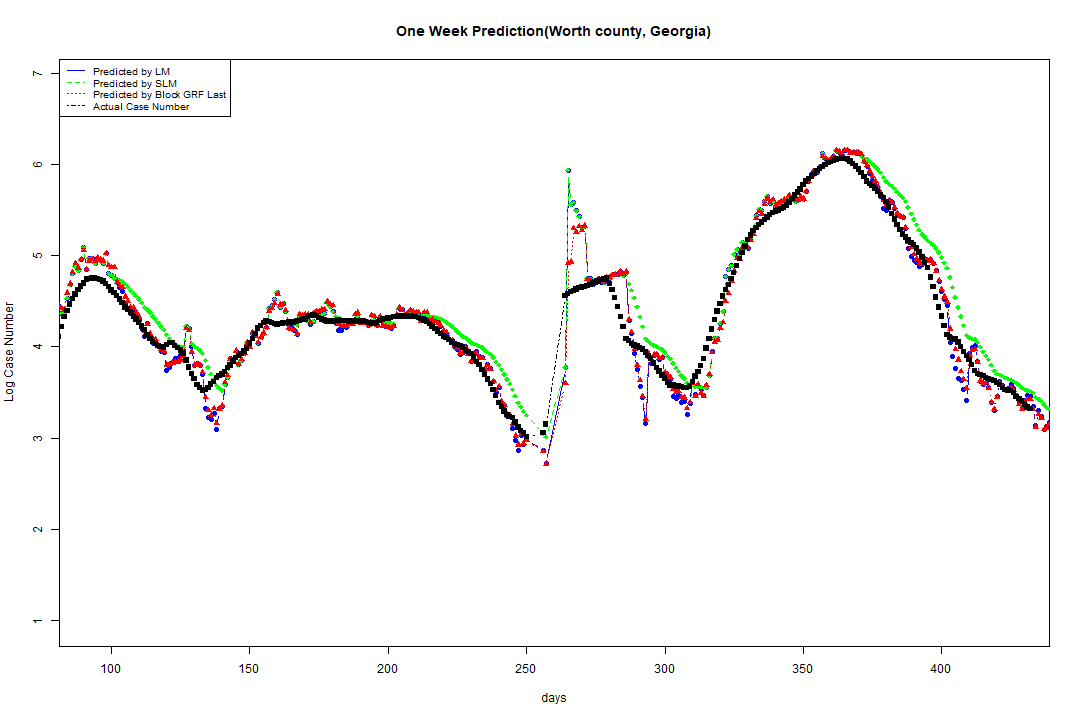 One Week Prediction(Worth county, Georgia)
Predicted by LM
Predicted by SLM
Predicted by Block GRF Last
Actual Case Number
7
6
5
4
3
2
1
Log Case Number
100 150 200 250 300 350 400
days